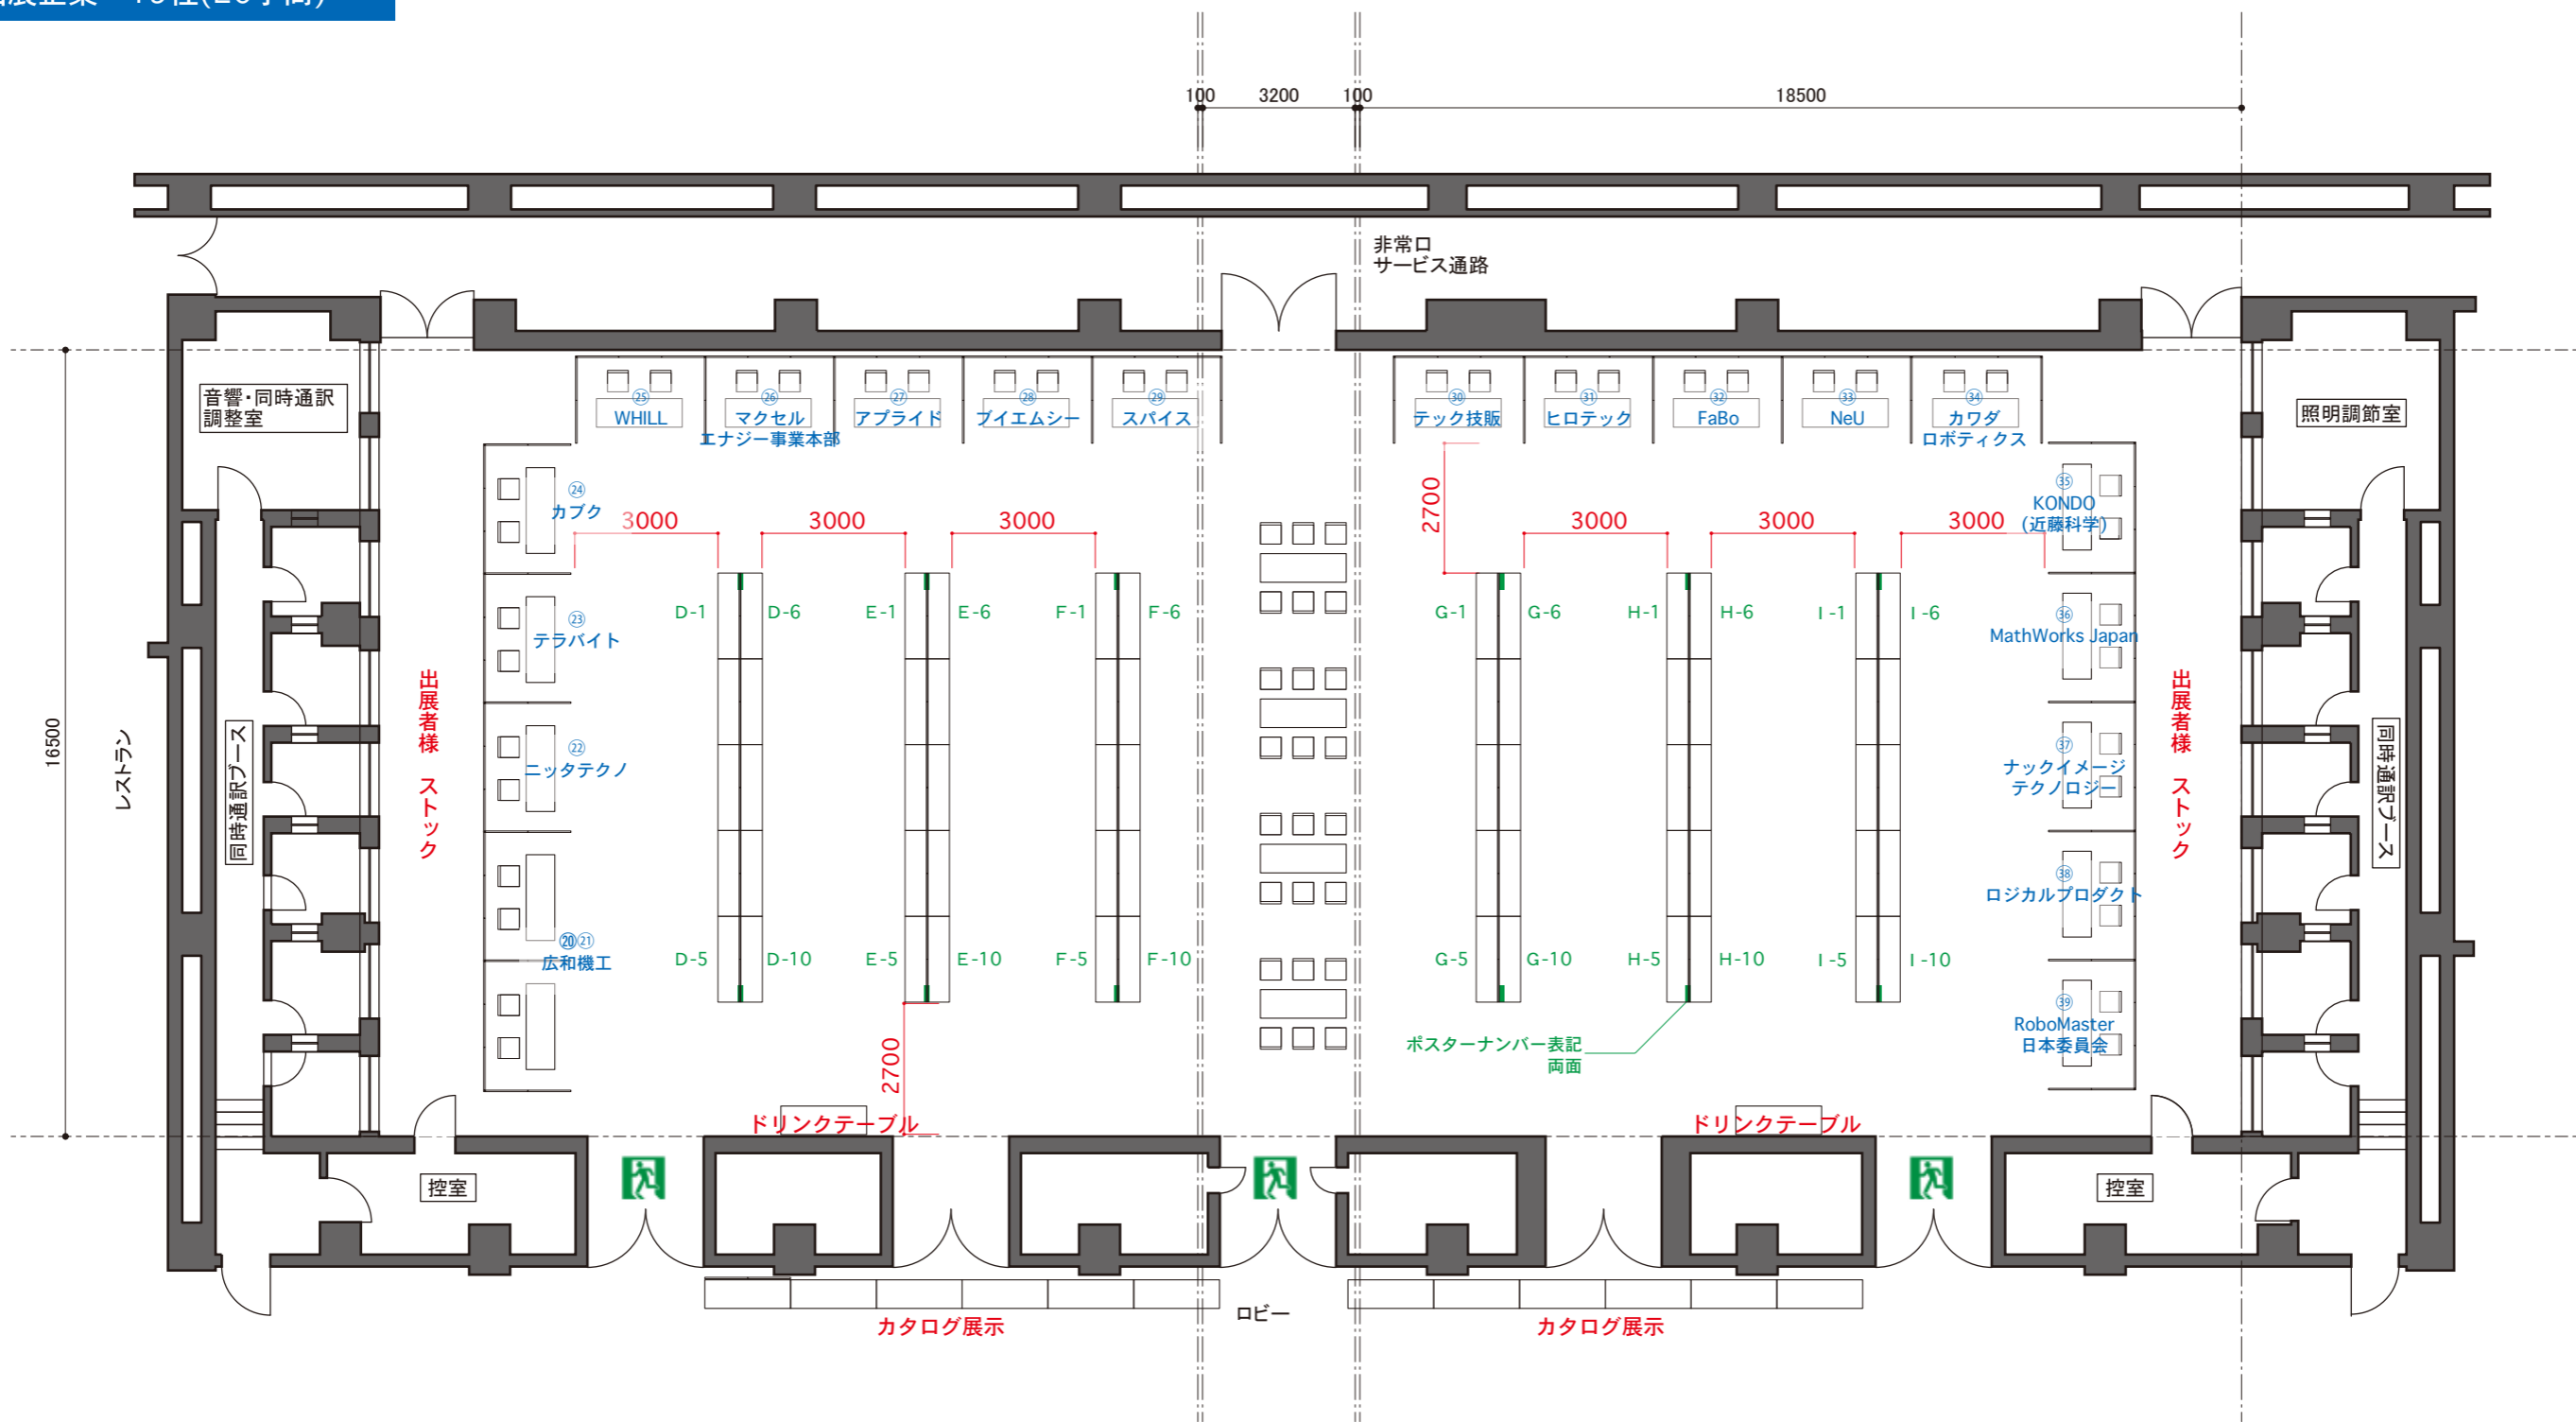 出展企業 19社(20小間)
100
3200
100
18500
非常口
サービス通路
音響・同時通訳
調整室
照明調節室
㉕
WHILL
㉖
マクセル
エナジー事業本部
㉗
アプライド
㉘
ブイエムシー
㉙
スパイス
㉚
テック技販
㉛
ヒロテック
㉜
FaBo
㉝
NeU
㉞
カワダ
ロボティクス
㉔
カブク
3000
3000
3000
2700
3000
3000
3000
㉟
KONDO
(近藤科学)
D-1
D-6
E-1
E-6
F-1
F-6
G-1
G-6
H-1
H-6
I-1
I-6
㉓
テラバイト
㊱
MathWorks Japan
16500
レストラン
同時通訳ブース
出展者様 ストック
㉒
ニッタテクノ
㊲
ナックイメージ
テクノロジー
出展者様 ストック
同時通訳ブース
㊳
ロジカルプロダクト
⑳㉑
広和機工
D-5
D-10
E-5
E-10
F-5
F-10
G-5
G-10
H-5
H-10
I-5
I-10
㊴
RoboMaster
日本委員会
2700
ポスターナンバー表記
両面
ドリンクテーブル
ドリンクテーブル
控室
控室
ロビー
カタログ展示
カタログ展示